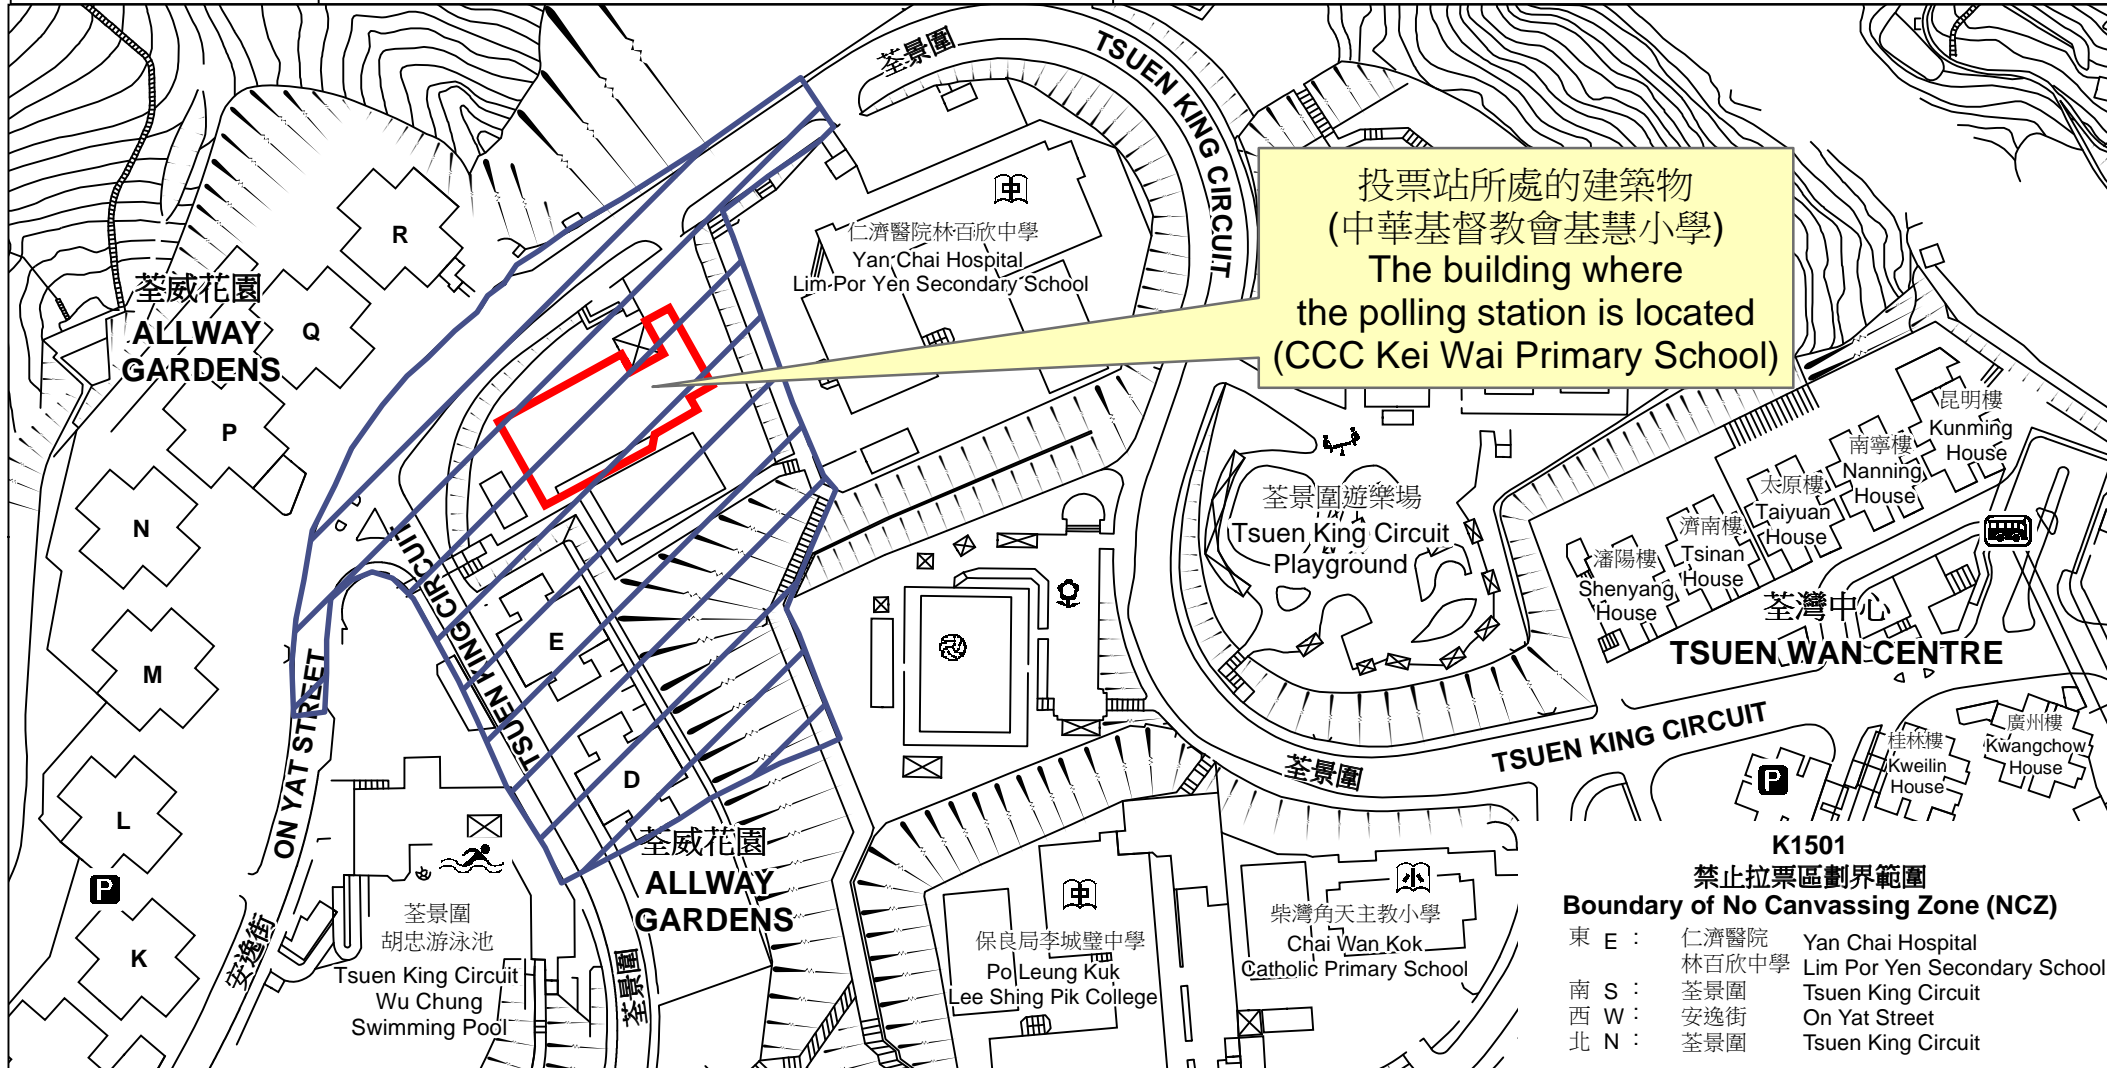 荃景圍
TSUEN KING CIRCUIT
投票站所處的建築物
(中華基督教會基慧小學)
The building where
the polling station is located
(CCC Kei Wai Primary School)
中
仁濟醫院林百欣中學
Yan Chai Hospital
Lim Por Yen Secondary School
荃威花園
ALLWAY
GARDENS
R
Q
P
N
M
L
K
P
E
D
TSUEN KING CIRCUIT
ON YAT STREET
安逸街
荃景圍
胡忠游泳池
Tsuen King Circuit
Wu Chung
Swimming Pool
荃威花園
ALLWAY
GARDENS
荃景圍
荃景圍遊樂場
Tsuen King Circuit
Playground
昆明樓
Kunming
House
南寧樓
Nanning
House
太原樓
Taiyuan
House
濟南樓
Tsinan
House
瀋陽樓
Shenyang
House
荃灣中心
TSUEN WAN CENTRE
荃景圍
TSUEN KING CIRCUIT
廣州樓
Kwangchow
House
桂林樓
Kweilin
House
P
中
保良局李城璧中學
Po Leung Kuk
Lee Shing Pik College
小
柴灣角天主教小學
Chai Wan Kok
Catholic Primary School
K1501
禁止拉票區劃界範圍
Boundary of No Canvassing Zone (NCZ)
東 E : 仁濟醫院 Yan Chai Hospital
林百欣中學 Lim Por Yen Secondary School
南 S : 荃景圍 Tsuen King Circuit
西 W : 安逸街 On Yat Street
北 N : 荃景圍 Tsuen King Circuit